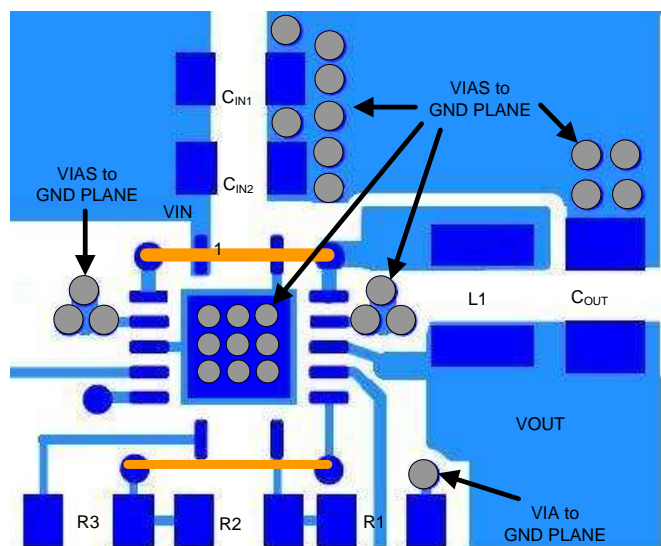 VIAS to
GND PLANE
CIN1
VIAS to
GND PLANE
CIN2
VIN
1
L1
COUT
VOUT
R3
R2
R1
VIA to
GND PLANE